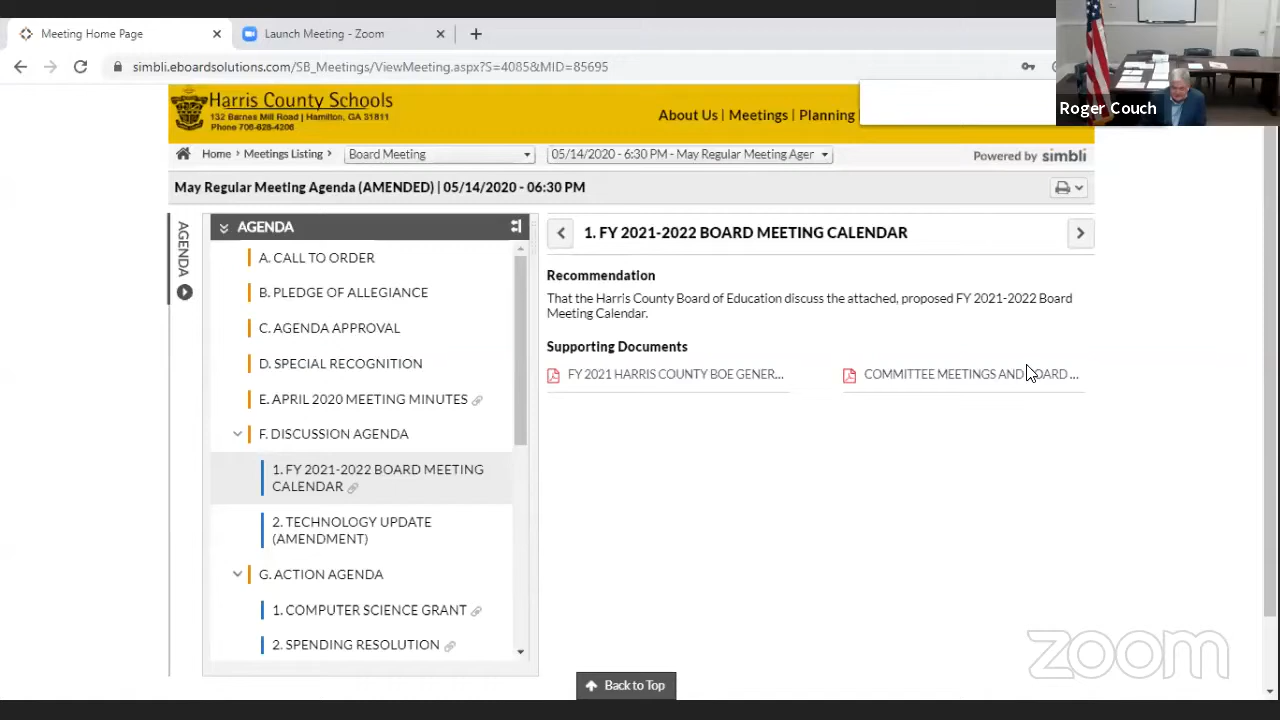 Meeting Home Page
Launch Meeting - Zoom
simbli.eboardsolutions.com/SB_Meetings/ViewMeeting.aspx?S=4085&MID=85695
Roger Couch
Harris County Schools
132 Barnes Mill Road | Hamilton, GA 31811
Phone 706-628-4206
About Us | Meetings | Planning
Home › Meetings Listing ›
Board Meeting
05/14/2020 - 6:30 PM - May Regular Meeting Ager
Powered by simbli
May Regular Meeting Agenda (AMENDED) | 05/14/2020 - 06:30 PM
AGENDA
AGENDA
A. CALL TO ORDER
B. PLEDGE OF ALLEGIANCE
C. AGENDA APPROVAL
D. SPECIAL RECOGNITION
E. APRIL 2020 MEETING MINUTES
F. DISCUSSION AGENDA
1. FY 2021-2022 BOARD MEETING
CALENDAR
2. TECHNOLOGY UPDATE
(AMENDMENT)
G. ACTION AGENDA
1. COMPUTER SCIENCE GRANT
2. SPENDING RESOLUTION
1. FY 2021-2022 BOARD MEETING CALENDAR
Recommendation
That the Harris County Board of Education discuss the attached, proposed FY 2021-2022 Board
Meeting Calendar.
Supporting Documents
FY 2021 HARRIS COUNTY BOE GENER...
COMMITTEE MEETINGS AND BOARD ...
Back to Top
zoom